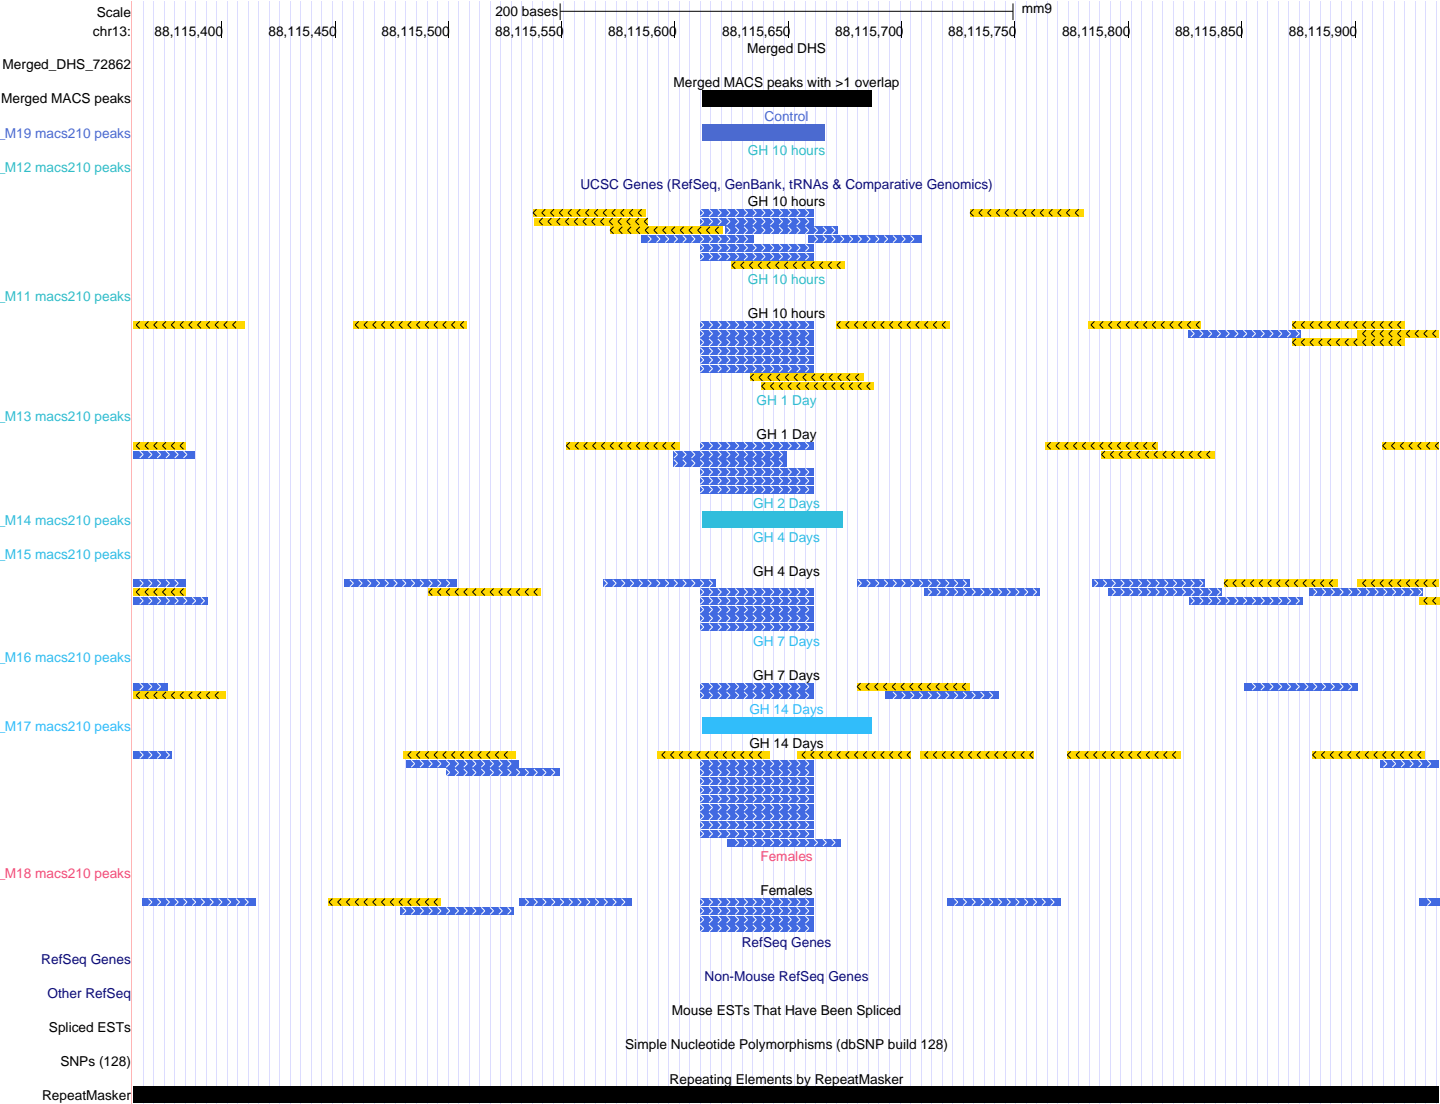 Scale 200 bases mm9
chr13: 88,115,400 88,115,450 88,115,500 88,115,550 88,115,600 88,115,650 88,115,700 88,115,750 88,115,800 88,115,850 88,115,900
Merged DHS
Merged_DHS_72862
Merged MACS peaks with >1 overlap
Merged MACS peaks
Control
_M19 macs210 peaks
GH 10 hours
_M12 macs210 peaks
UCSC Genes (RefSeq, GenBank, tRNAs & Comparative Genomics)
GH 10 hours
GH 10 hours
_M11 macs210 peaks
GH 10 hours
GH 1 Day
_M13 macs210 peaks
GH 1 Day
GH 2 Days
_M14 macs210 peaks
GH 4 Days
_M15 macs210 peaks
GH 4 Days
GH 7 Days
_M16 macs210 peaks
GH 7 Days
GH 14 Days
_M17 macs210 peaks
GH 14 Days
Females
_M18 macs210 peaks
Females
RefSeq Genes
RefSeq Genes
Non-Mouse RefSeq Genes
Other RefSeq
Mouse ESTs That Have Been Spliced
Spliced ESTs
Simple Nucleotide Polymorphisms (dbSNP build 128)
SNPs (128)
Repeating Elements by RepeatMasker
RepeatMasker